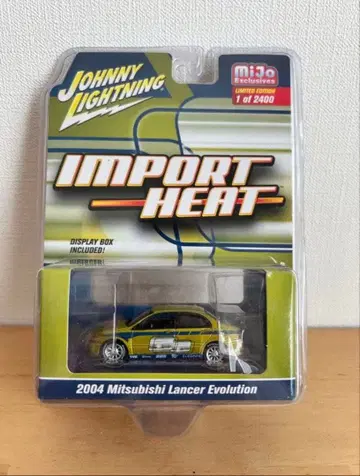 JOHNNY
LIGHTNING
MiJo
Exclusives
LIMITED EDITION
1 of 2400
IMPORT
HEAT
DISPLAY BOX
INCLUDED!
2004 Mitsubishi Lancer Evolution